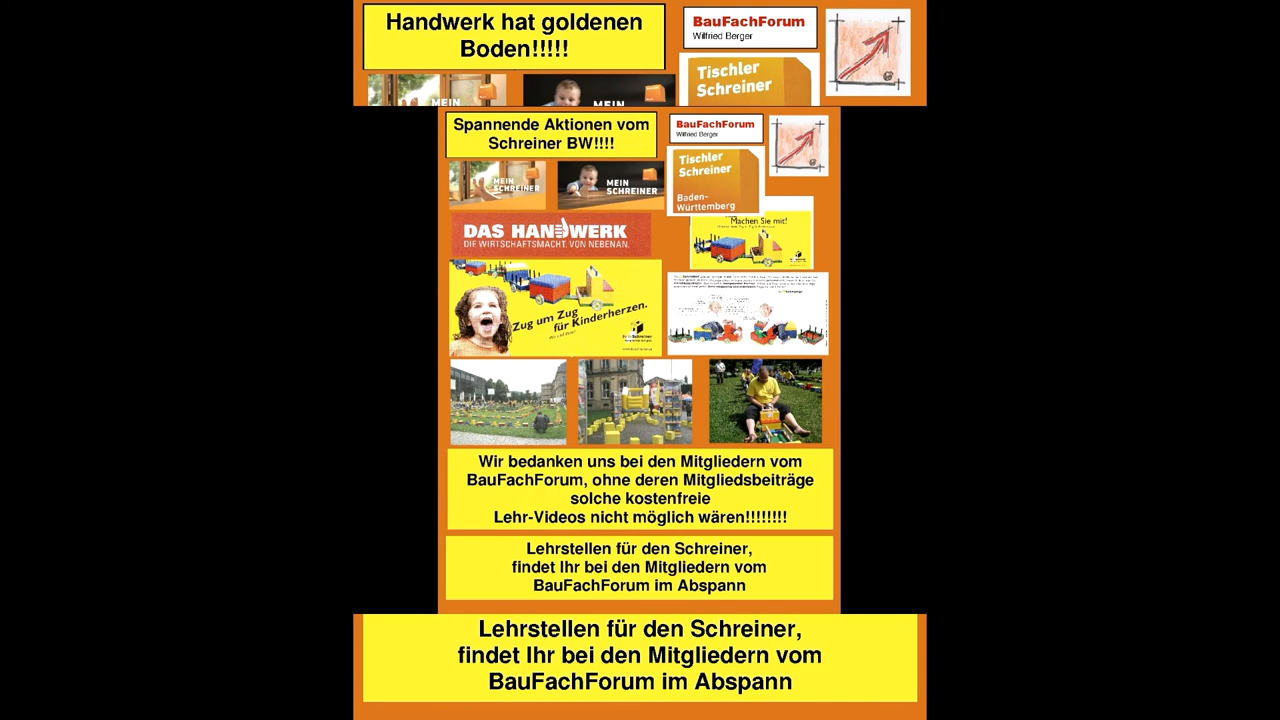 Handwerk hat goldenen
Boden!!!!!
BauFachForum
Wilfried Berger
Tischler
Schreiner
MEIN
MEIN
Spannende Aktionen vom
Schreiner BW!!!!
BauFachForum
Wilfried Berger
MEIN
SCHREINER
MEIN
SCHREINER
Tischler
Schreiner
Baden-
Württemberg
DAS HANDWERK
DIE WIRTSCHAFTSMACHT. VON NEBENAN.
Machen Sie mit!
Zug um Zug
für Kinderherzen.
Wir bedanken uns bei den Mitgliedern vom
BauFachForum, ohne deren Mitgliedsbeiträge
solche kostenfreie
Lehr-Videos nicht möglich wären!!!!!!!!
Lehrstellen für den Schreiner,
findet Ihr bei den Mitgliedern vom
BauFachForum im Abspann
Lehrstellen für den Schreiner,
findet Ihr bei den Mitgliedern vom
BauFachForum im Abspann